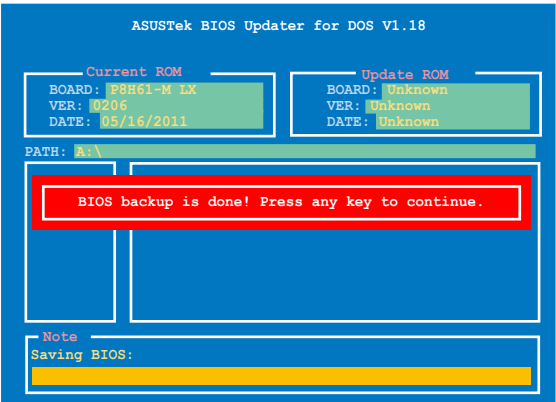 ASUSTek BIOS Updater for DOS V1.18
Current ROM
BOARD: P8H61-M LX
VER: 0206
DATE: 05/16/2011
Update ROM
BOARD: Unknown
VER: Unknown
DATE: Unknown
PATH: A:\
BIOS backup is done! Press any key to continue.
Note
Saving BIOS: